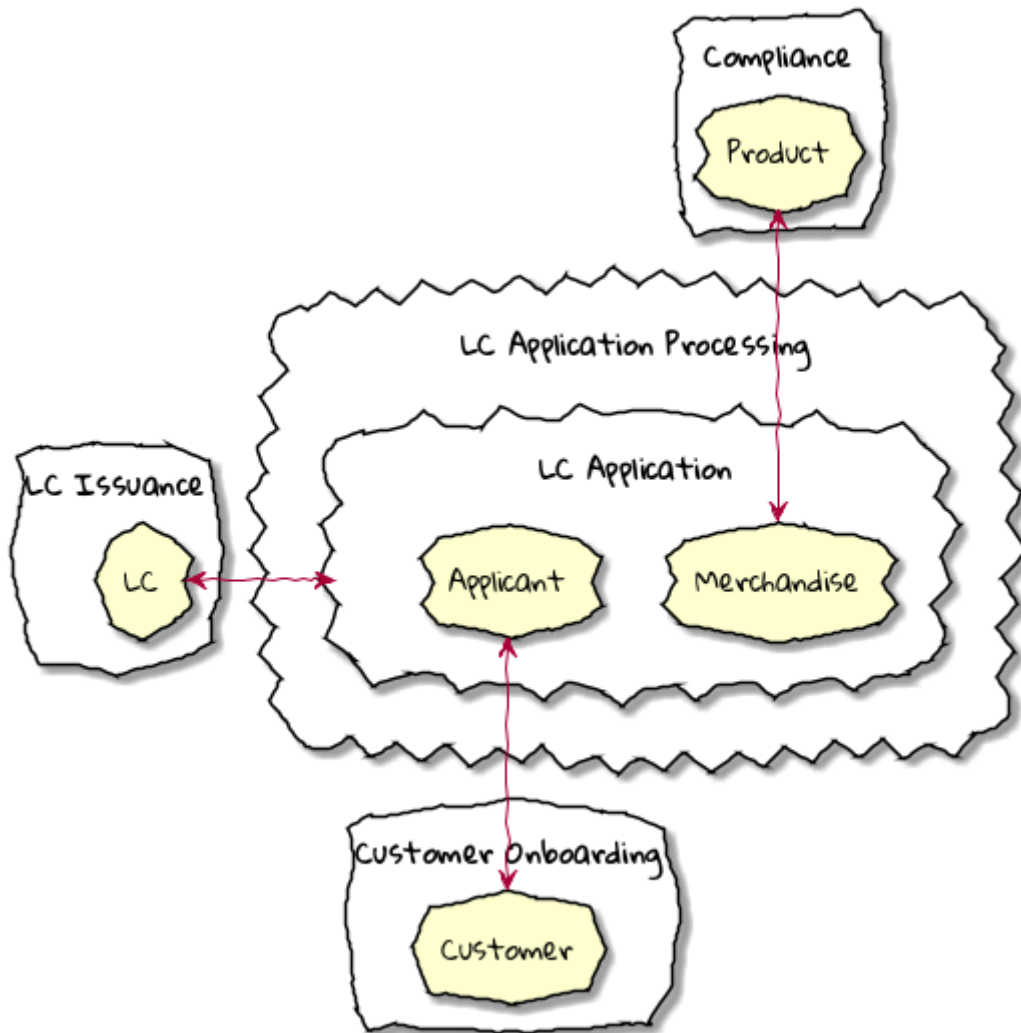 Compliance
Product
LC Application Processing
LC Application
LC Issuance
LC
Applicant
Merchandise
Customer Onboarding
Customer